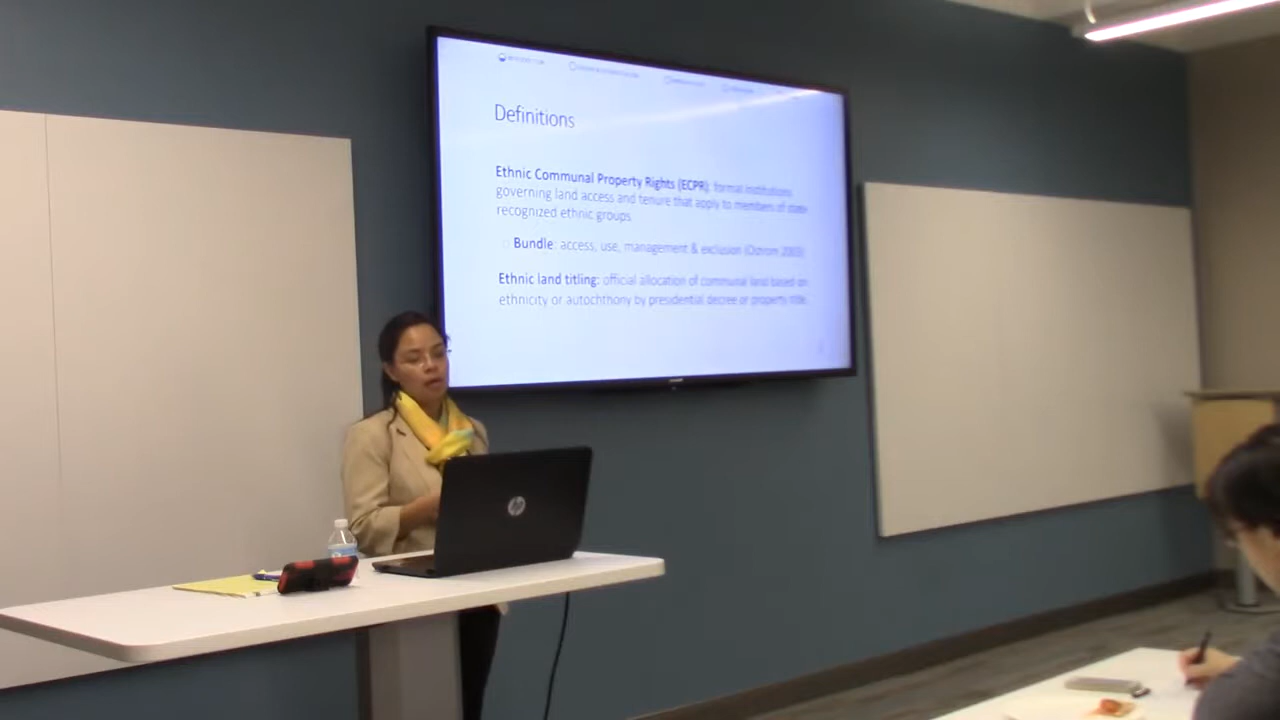 Definitions
Ethnic Communal Property Rights (ECPR): formal institutions
governing land access and tenure that apply to members of state-
recognized ethnic groups.
Bundle: access, use, management & exclusion (Ostrom 2003)
Ethnic land titling: official allocation of communal land based on
ethnicity or autochthony by presidential decree or property title.
hp